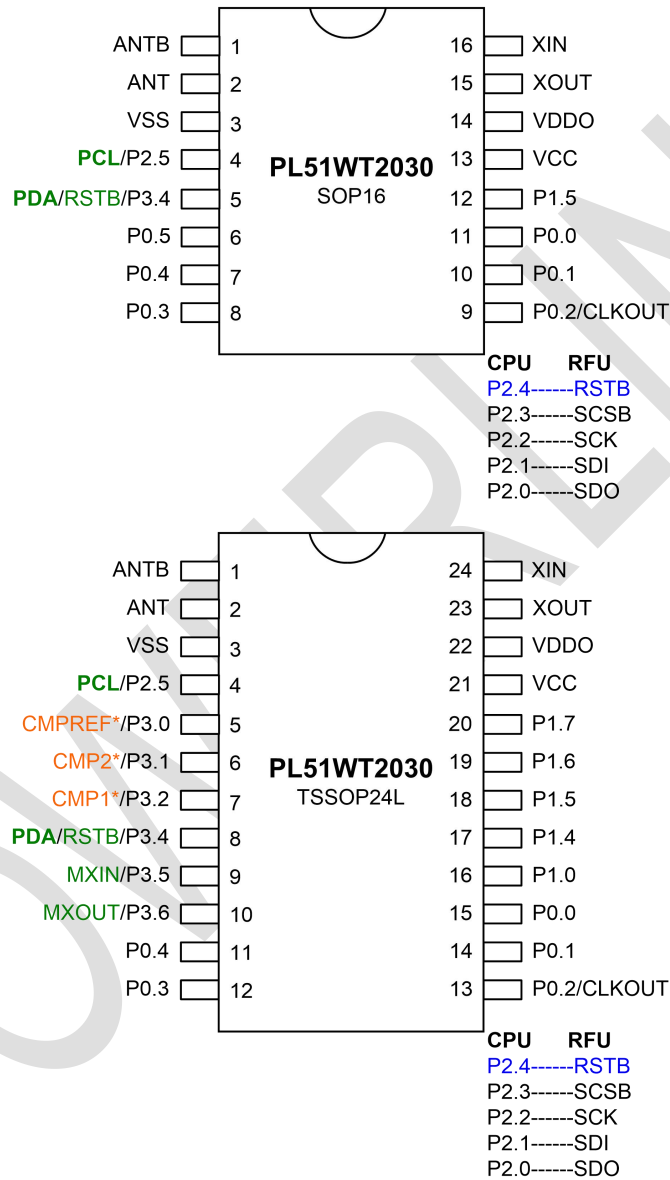 ANTB 1 16 XIN
ANT 2 15 XOUT
VSS 3 14 VDDO
PCL/P2.5 4 13 VCC
PL51WT2030
PDA/RSTB/P3.4 5 SOP16 12 P1.5
P0.5 6 11 P0.0
P0.4 7 10 P0.1
P0.3 8 9 P0.2/CLKOUT
CPU RFU
P2.4------RSTB
P2.3------SCSB
P2.2------SCK
P2.1------SDI
P2.0------SDO
ANTB 1 24 XIN
ANT 2 23 XOUT
VSS 3 22 VDDO
PCL/P2.5 4 21 VCC
CMPREF*/P3.0 5 20 P1.7
CMP2*/P3.1 6 PL51WT2030 19 P1.6
CMP1*/P3.2 7 TSSOP24L 18 P1.5
PDA/RSTB/P3.4 8 17 P1.4
MXIN/P3.5 9 16 P1.0
MXOUT/P3.6 10 15 P0.0
P0.4 11 14 P0.1
P0.3 12 13 P0.2/CLKOUT
CPU RFU
P2.4------RSTB
P2.3------SCSB
P2.2------SCK
P2.1------SDI
P2.0------SDO